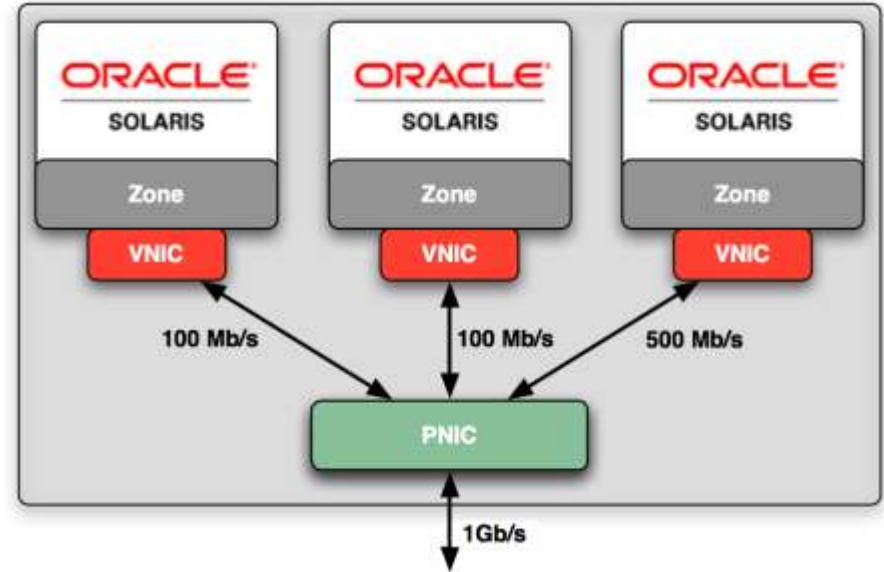 ORACLE
SOLARIS
Zone
VNIC
ORACLE
SOLARIS
Zone
VNIC
ORACLE
SOLARIS
Zone
VNIC
100 Mb/s
100 Mb/s
500 Mb/s
PNIC
1Gb/s